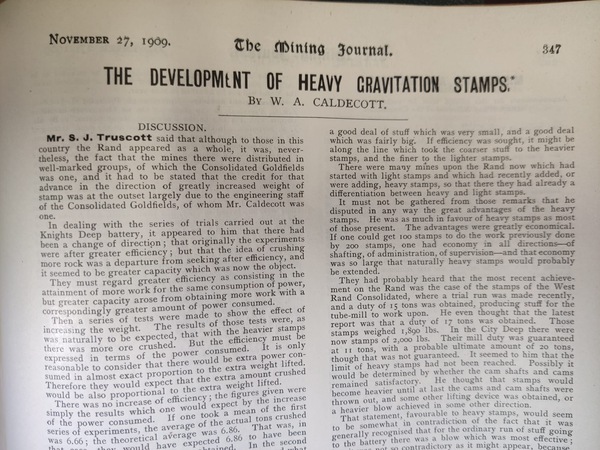 NOVEMBER 27, 1909.
The Mining Journal.
347
THE DEVELOPMENT OF HEAVY GRAVITATION STAMPS.*
BY W. A. CALDECOTT.
DISCUSSION.
Mr. S. J. Truscott said that although to those in this
country the Rand appeared as a whole, it was, never-
theless, the fact that the mines there were distributed in
well-marked groups, of which the Consolidated Goldfields
was one, and it had to be stated that the credit for that
advance in the direction of greatly increased weight of
stamp was at the outset largely due to the engineering staff
of the Consolidated Goldfields, of whom Mr. Caldecott was
one.
In dealing with the series of trials carried out at the
Knights Deep battery, it appeared to him that there had
been a change of direction; that originally the experiments
were after greater efficiency; but that the idea of crushing
more rock was a departure from seeking after efficiency, and
it seemed to be greater capacity which was now the object.
They must regard greater efficiency as consisting in the
attainment of more work for the same consumption of power,
but greater capacity arose from obtaining more work with a
correspondingly greater amount of power consumed.
Then a series of tests were made to show the effect of
increasing the weight. The results of those tests were, as
was naturally to be expected, that with the heavier stamps
there was more ore crushed. But the efficiency must be
expressed in terms of the power consumed. It is only
reasonable to consider that there would be extra power con-
sumed in almost exact proportion to the extra weight lifted.
Therefore they would expect that the extra amount crushed
would be also proportional to the extra weight lifted.
There was no increase of efficiency; the figures given were
simply the results which one would expect by the increase
of the power consumed. If one took a mean of the first
series of experiments, the average of the actual tons crushed
was 6.66; the theoretical average was 6.86. That was, in
they would have expected 6.86 to have been
obtained. In the second
a good deal of stuff which was very small, and a good deal
which was fairly big. If efficiency was sought, it might be
along the line which took the coarser stuff to the heavier
stamps, and the finer to the lighter stamps.
There were many mines upon the Rand now which had
started with light stamps and which had recently added, or
were adding, heavy stamps, so that there they had already a
differentiation between heavy and light stamps.
It must not be gathered from those remarks that he
disputed in any way the great advantages of the heavy
stamps. He was as much in favour of heavy stamps as most
of those present. The advantages were greatly economical.
If one could get 100 stamps to do the work previously done
by 200 stamps, one had economy in all directions—of
shafting, of administration, of supervision—and that economy
was so large that naturally heavy stamps would probably
be extended.
They had probably heard that the most recent achieve-
ment on the Rand was the case of the stamps of the West
Rand Consolidated, where a trial run was made recently,
and a duty of 15 tons was obtained, producing stuff for the
tube-mill to work upon. He even thought that the latest
report was that a duty of 17 tons was obtained. Those
stamps weighed 1,890 lbs. In the City Deep there were
now stamps of 2,000 lbs. Their mill duty was guaranteed
at 11 tons, with a probable ultimate amount of 20 tons,
though that was not guaranteed. It seemed to him that the
limit of heavy stamps had not been reached. Possibly it
would be determined by whether the cam shafts and cams
remained satisfactory. He thought that stamps would
become heavier until at last the cams and cam shafts were
thrown out, and some other lifting device was obtained, or
a heavier blow achieved in some other direction.
That statement, favourable to heavy stamps, would seem
to be somewhat in contradiction of the fact that it was
generally recognised that for the ordinary run of stuff going
to the battery there was a blow which was most effective;
not so contradictory as it might appear, because